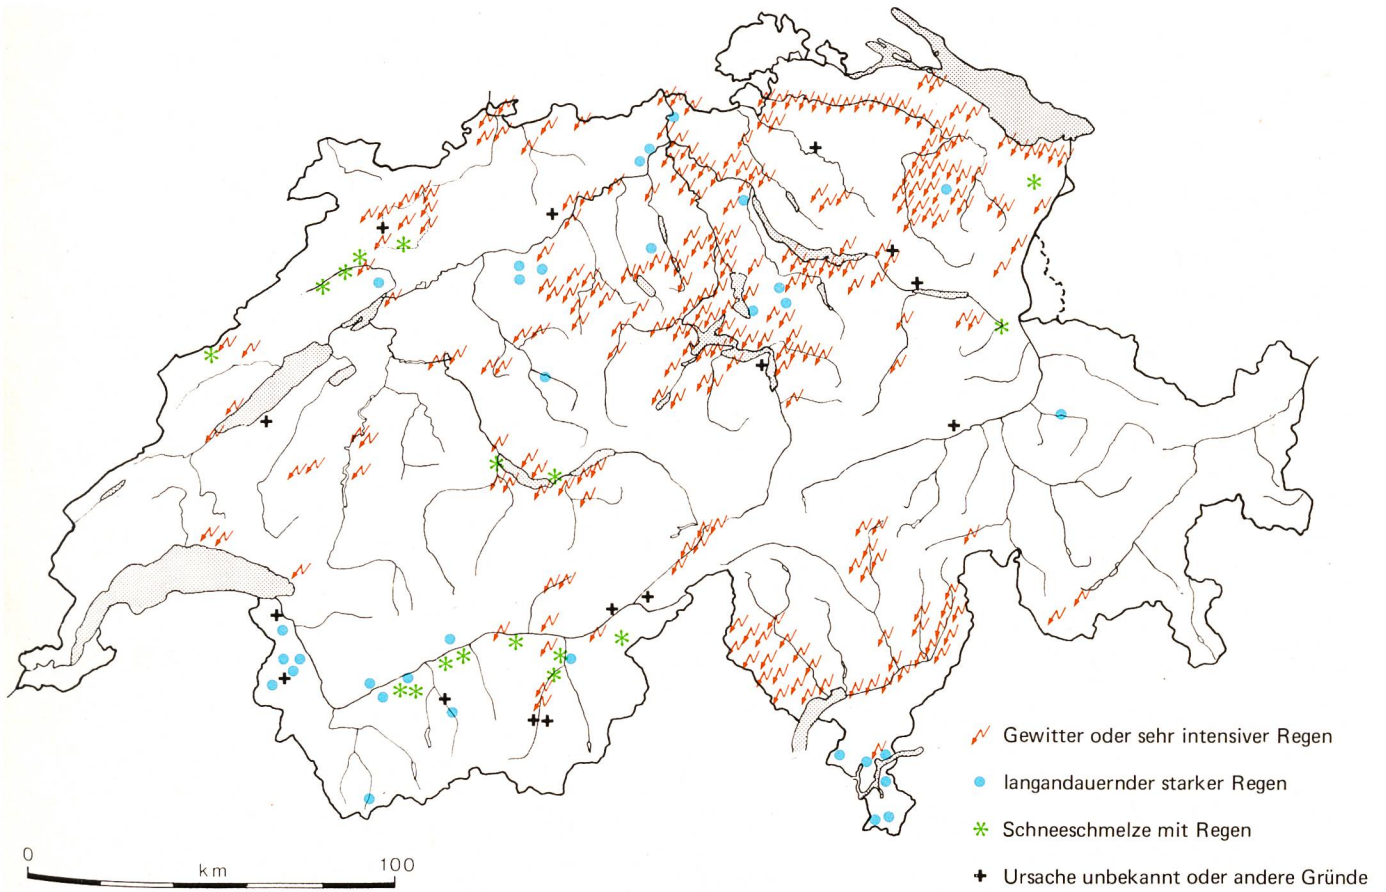 Gewitter oder sehr intensiver Regen
langandauernder starker Regen
Schneeschmelze mit Regen
Ursache unbekannt oder andere Gründe
0 km 100